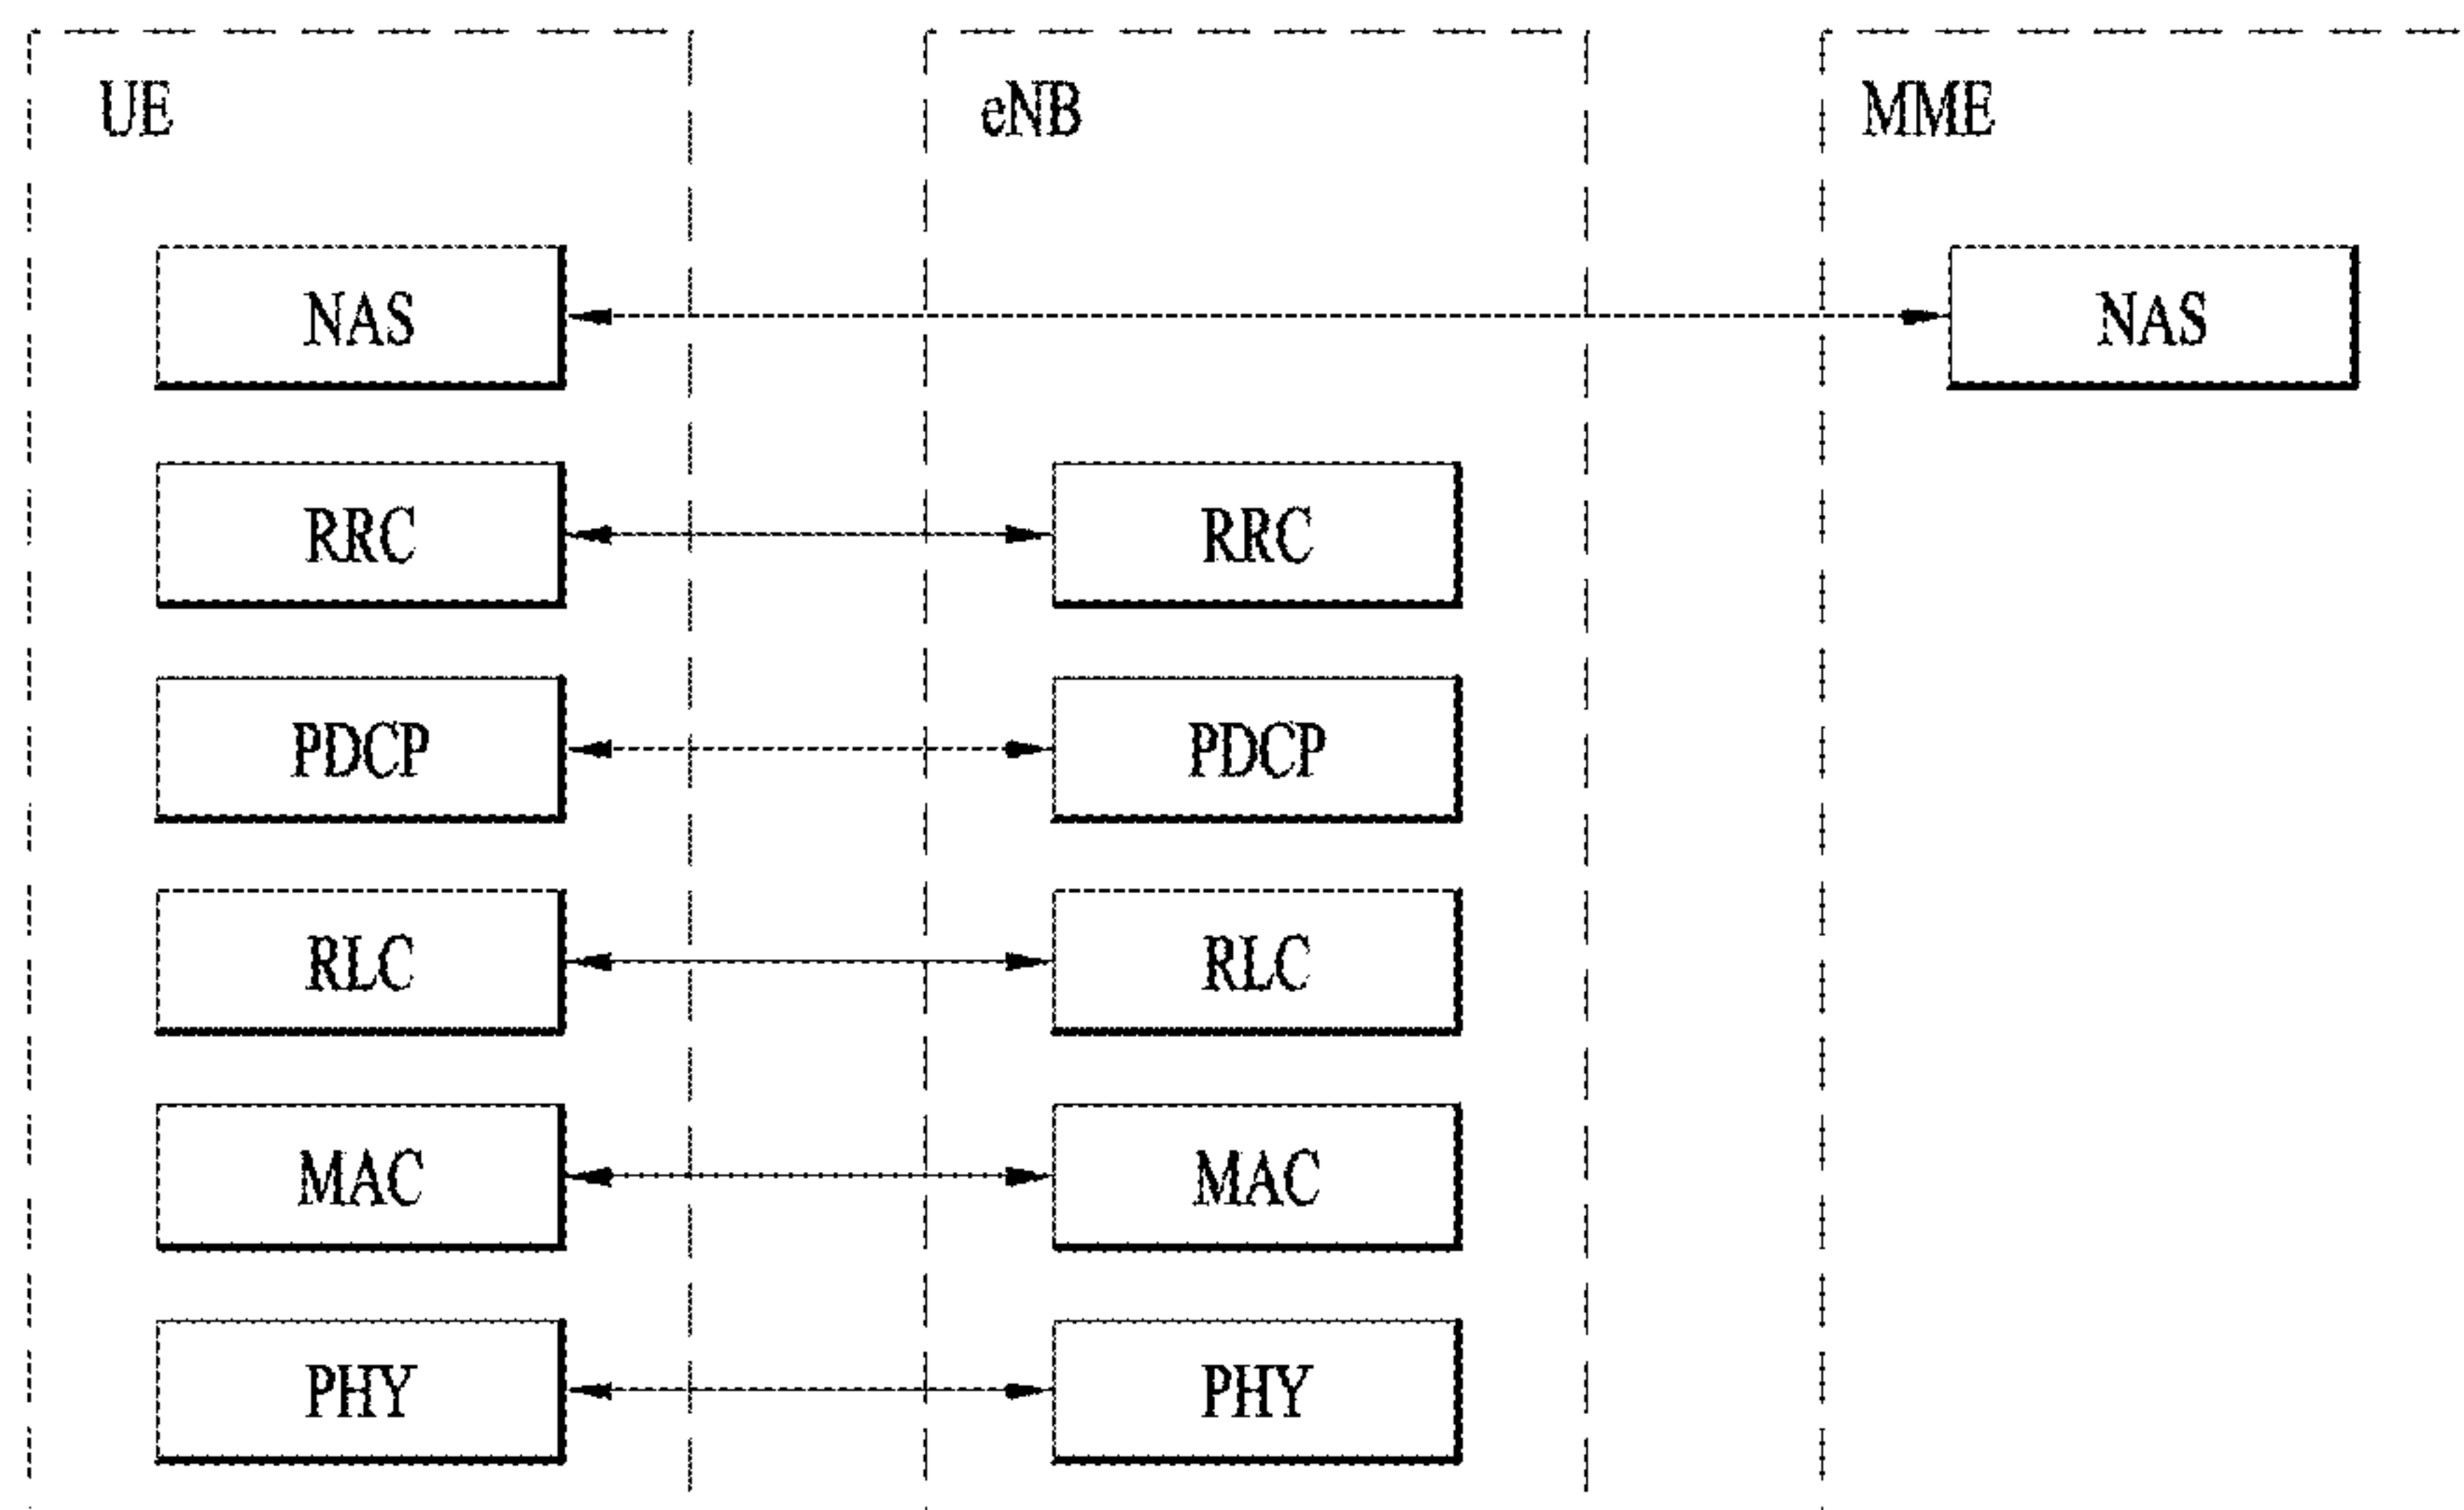 UE eNB MME
NAS NAS
RRC RRC
PDCP PDCP
RLC RLC
MAC MAC
PHY PHY